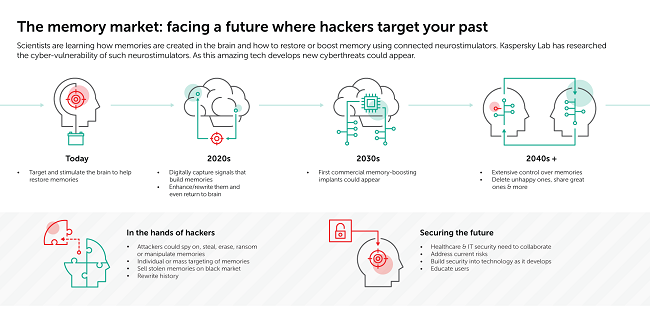 The memory market: facing a future where hackers target your past
Scientists are learning how memories are created in the brain and how to restore or boost memory using connected neurostimulators. Kaspersky Lab has researched
the cyber-vulnerability of such neurostimulators. As this amazing tech develops new cyberthreats could appear.
Today
• Target and stimulate the brain to help
restore memories
2020s
• Digitally capture signals that
build memories
• Enhance/rewrite them and
even return to brain
2030s
• First commercial memory-boosting
implants could appear
2040s +
• Extensive control over memories
• Delete unhappy ones, share great
ones & more
In the hands of hackers
• Attackers could spy on, steal, erase, ransom
or manipulate memories
• Individual or mass targeting of memories
• Sell stolen memories on black market
• Rewrite history
Securing the future
• Healthcare & IT security need to collaborate
• Address current risks
• Build security into technology as it develops
• Educate users